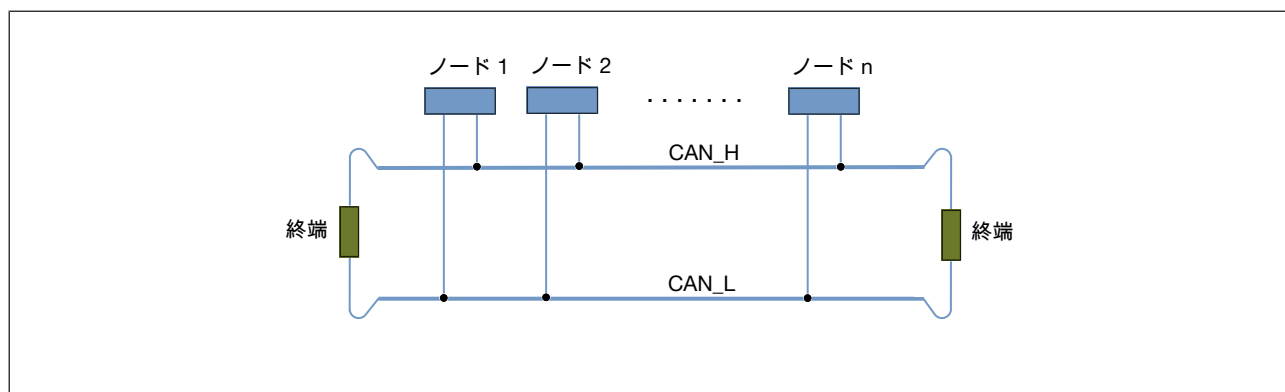 ノード 1
ノード 2
. . . . . . .
ノード n
CAN_H
終端
終端
CAN_L